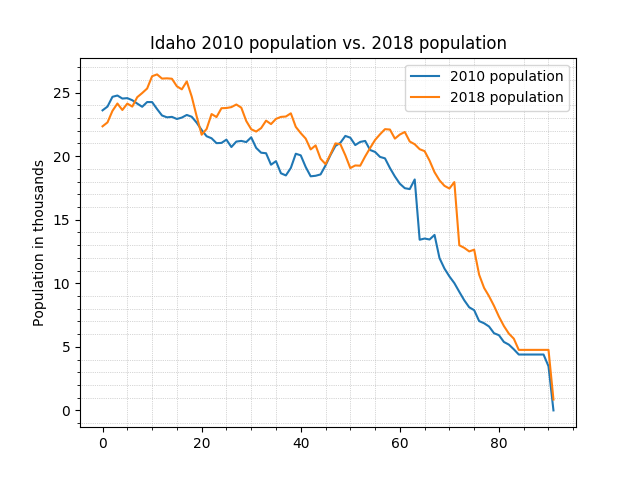 Idaho 2010 population vs. 2018 population
2010 population
2018 population
Population in thousands
25
20
15
10
5
0
0 20 40 60 80